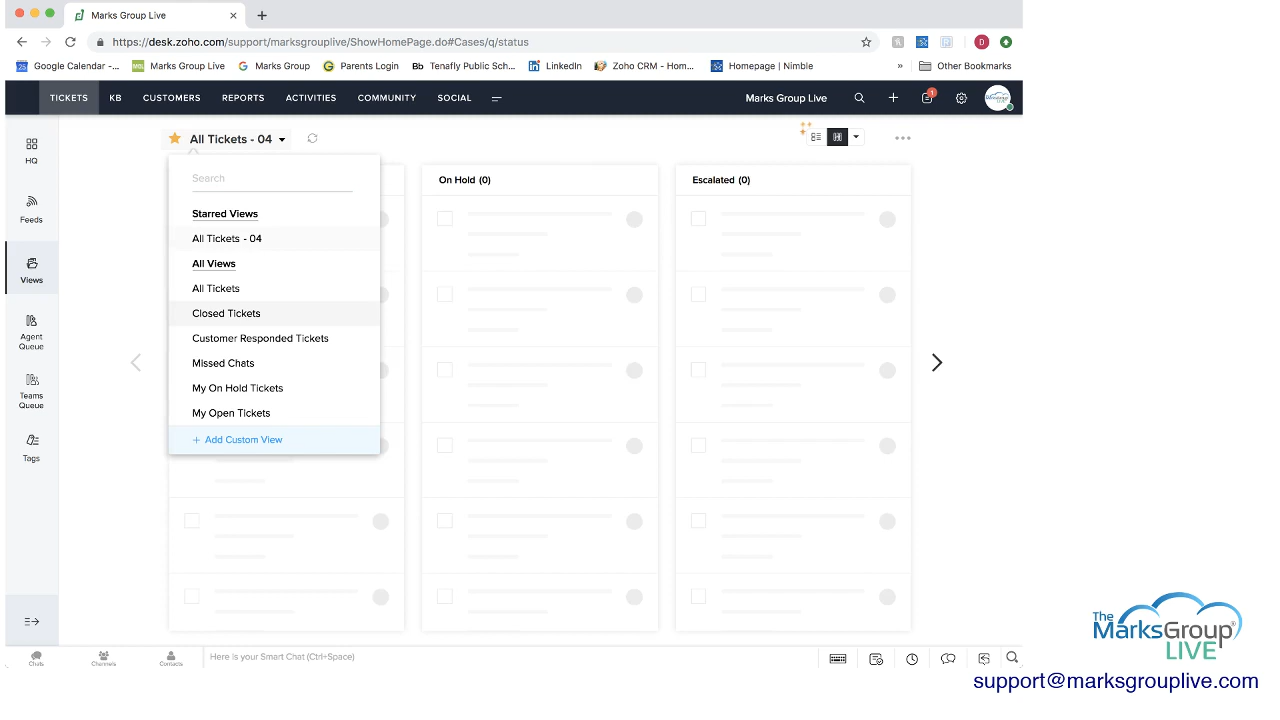 Marks Group Live
https://desk.zoho.com/support/marksgrouplive/ShowHomePage.do#Cases/q/status
Google Calendar -... Marks Group Live Marks Group Parents Login Bb Tenafly Public Sch... LinkedIn Zoho CRM - Hom... Homepage | Nimble » Other Bookmarks
TICKETS KB CUSTOMERS REPORTS ACTIVITIES COMMUNITY SOCIAL Marks Group Live 1
All Tickets - 04
HQ
Feeds
Views
Agent
Queue
Teams
Queue
Tags
Search
Starred Views
All Tickets - 04
All Views
All Tickets
Closed Tickets
Customer Responded Tickets
Missed Chats
My On Hold Tickets
My Open Tickets
+ Add Custom View
On Hold (0)
Escalated (0)
Chats Channels Contacts Here is your Smart Chat (Ctrl+Space)
The
MarksGroup
LIVE
support@marksgrouplive.com